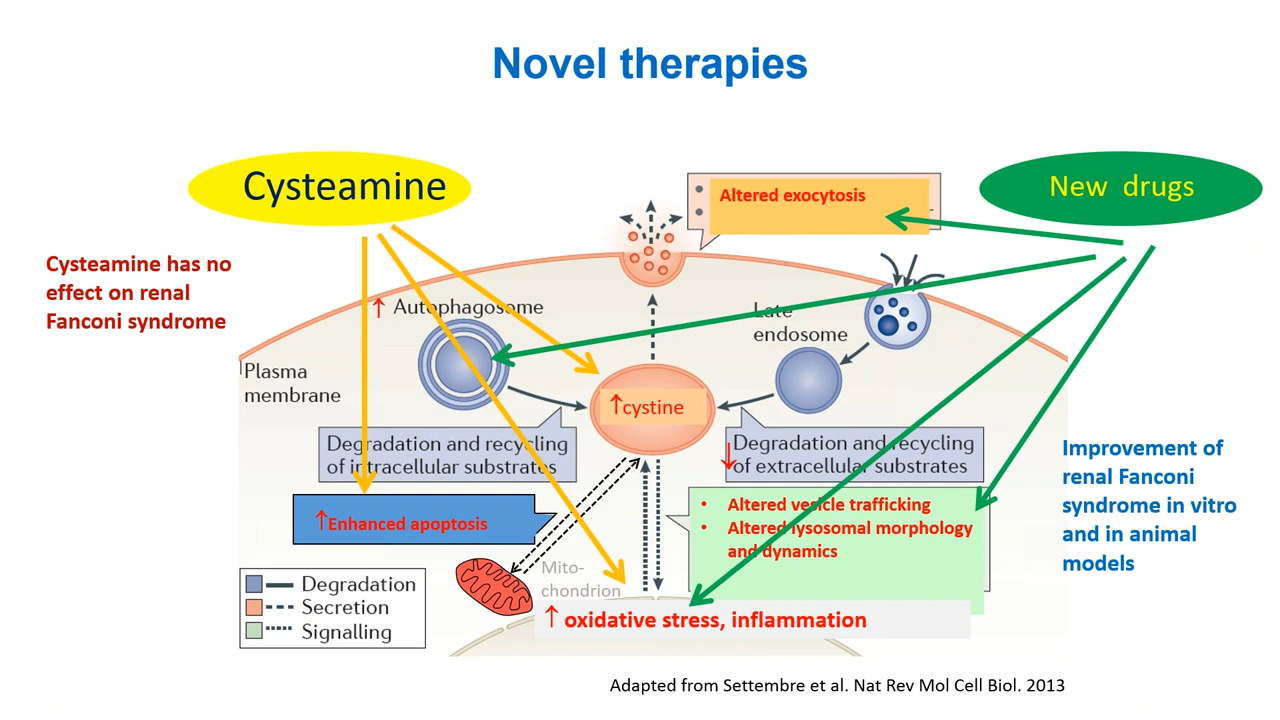 Novel therapies
Cysteamine
New drugs
Altered exocytosis
Cysteamine has no
effect on renal
Fanconi syndrome
↑ Autophagosome
Late
endosome
Plasma
membrane
↑cystine
Degradation and recycling
of intracellular substrates
↓Degradation and recycling
of extracellular substrates
Improvement of
renal Fanconi
syndrome in vitro
and in animal
models
↑Enhanced apoptosis
• Altered vesicle trafficking
• Altered lysosomal morphology
and dynamics
Mito-
chondrion
Degradation
Secretion
Signalling
↑ oxidative stress, inflammation
Adapted from Settembre et al. Nat Rev Mol Cell Biol. 2013